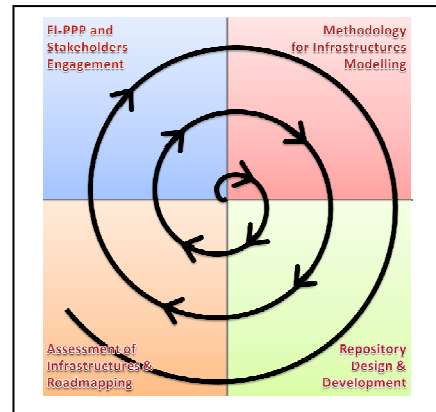 FI-PPP and
Stakeholders
Engagement
Methodology
for Infrastructures
Modelling
Assessment of
Infrastructures &
Roadmapping
Repository
Design &
Development